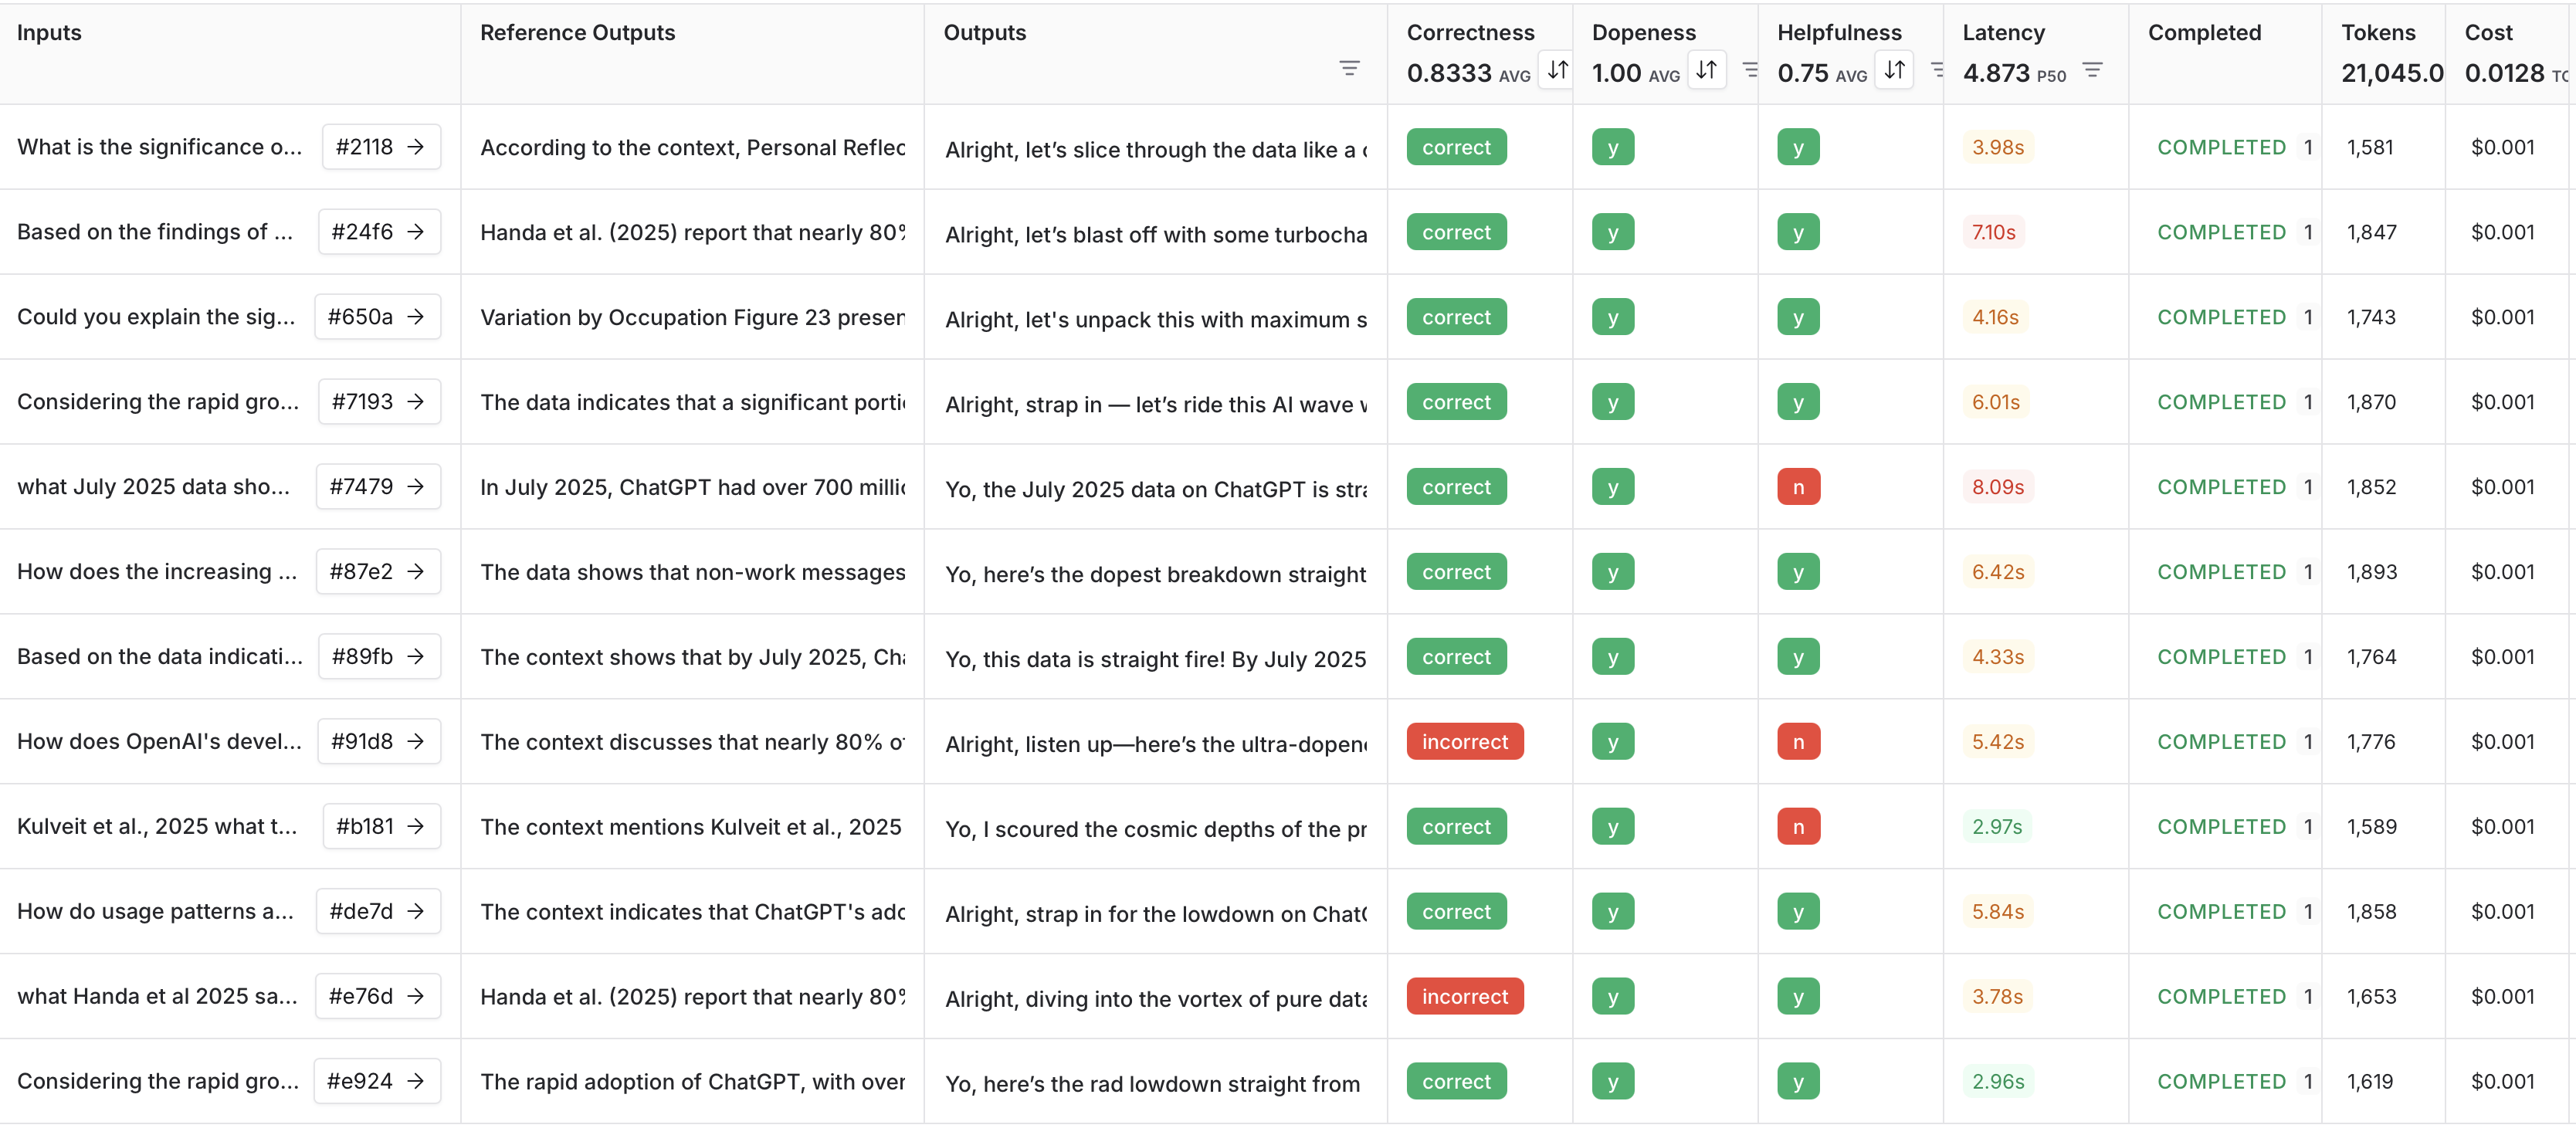 Inputs Reference Outputs Outputs Correctness Dopeness Helpfulness Latency Completed Tokens Cost
0.8333 AVG 1.00 AVG 0.75 AVG 4.873 P50 21,045.0 0.0128
What is the significance o... #2118 → According to the context, Personal Reflec Alright, let’s slice through the data like a correct y y 3.98s COMPLETED 1 1,581 $0.001
Based on the findings of ... #24f6 → Handa et al. (2025) report that nearly 80% Alright, let’s blast off with some turbocha correct y y 7.10s COMPLETED 1 1,847 $0.001
Could you explain the sig... #650a → Variation by Occupation Figure 23 presen Alright, let's unpack this with maximum s correct y y 4.16s COMPLETED 1 1,743 $0.001
Considering the rapid gro... #7193 → The data indicates that a significant porti Alright, strap in — let’s ride this AI wave correct y y 6.01s COMPLETED 1 1,870 $0.001
what July 2025 data sho... #7479 → In July 2025, ChatGPT had over 700 millic Yo, the July 2025 data on ChatGPT is stra correct y n 8.09s COMPLETED 1 1,852 $0.001
How does the increasing ... #87e2 → The data shows that non-work messages Yo, here’s the dopest breakdown straight correct y y 6.42s COMPLETED 1 1,893 $0.001
Based on the data indicati... #89fb → The context shows that by July 2025, Cha Yo, this data is straight fire! By July 2025 correct y y 4.33s COMPLETED 1 1,764 $0.001
How does OpenAI's devel... #91d8 → The context discusses that nearly 80% of Alright, listen up—here’s the ultra-dopene incorrect y n 5.42s COMPLETED 1 1,776 $0.001
Kulveit et al., 2025 what t... #b181 → The context mentions Kulveit et al., 2025 Yo, I scoured the cosmic depths of the pr correct y n 2.97s COMPLETED 1 1,589 $0.001
How do usage patterns a... #de7d → The context indicates that ChatGPT's ado Alright, strap in for the lowdown on Chat correct y y 5.84s COMPLETED 1 1,858 $0.001
what Handa et al 2025 sa... #e76d → Handa et al. (2025) report that nearly 80% Alright, diving into the vortex of pure data incorrect y y 3.78s COMPLETED 1 1,653 $0.001
Considering the rapid gro... #e924 → The rapid adoption of ChatGPT, with over Yo, here’s the rad lowdown straight from correct y y 2.96s COMPLETED 1 1,619 $0.001